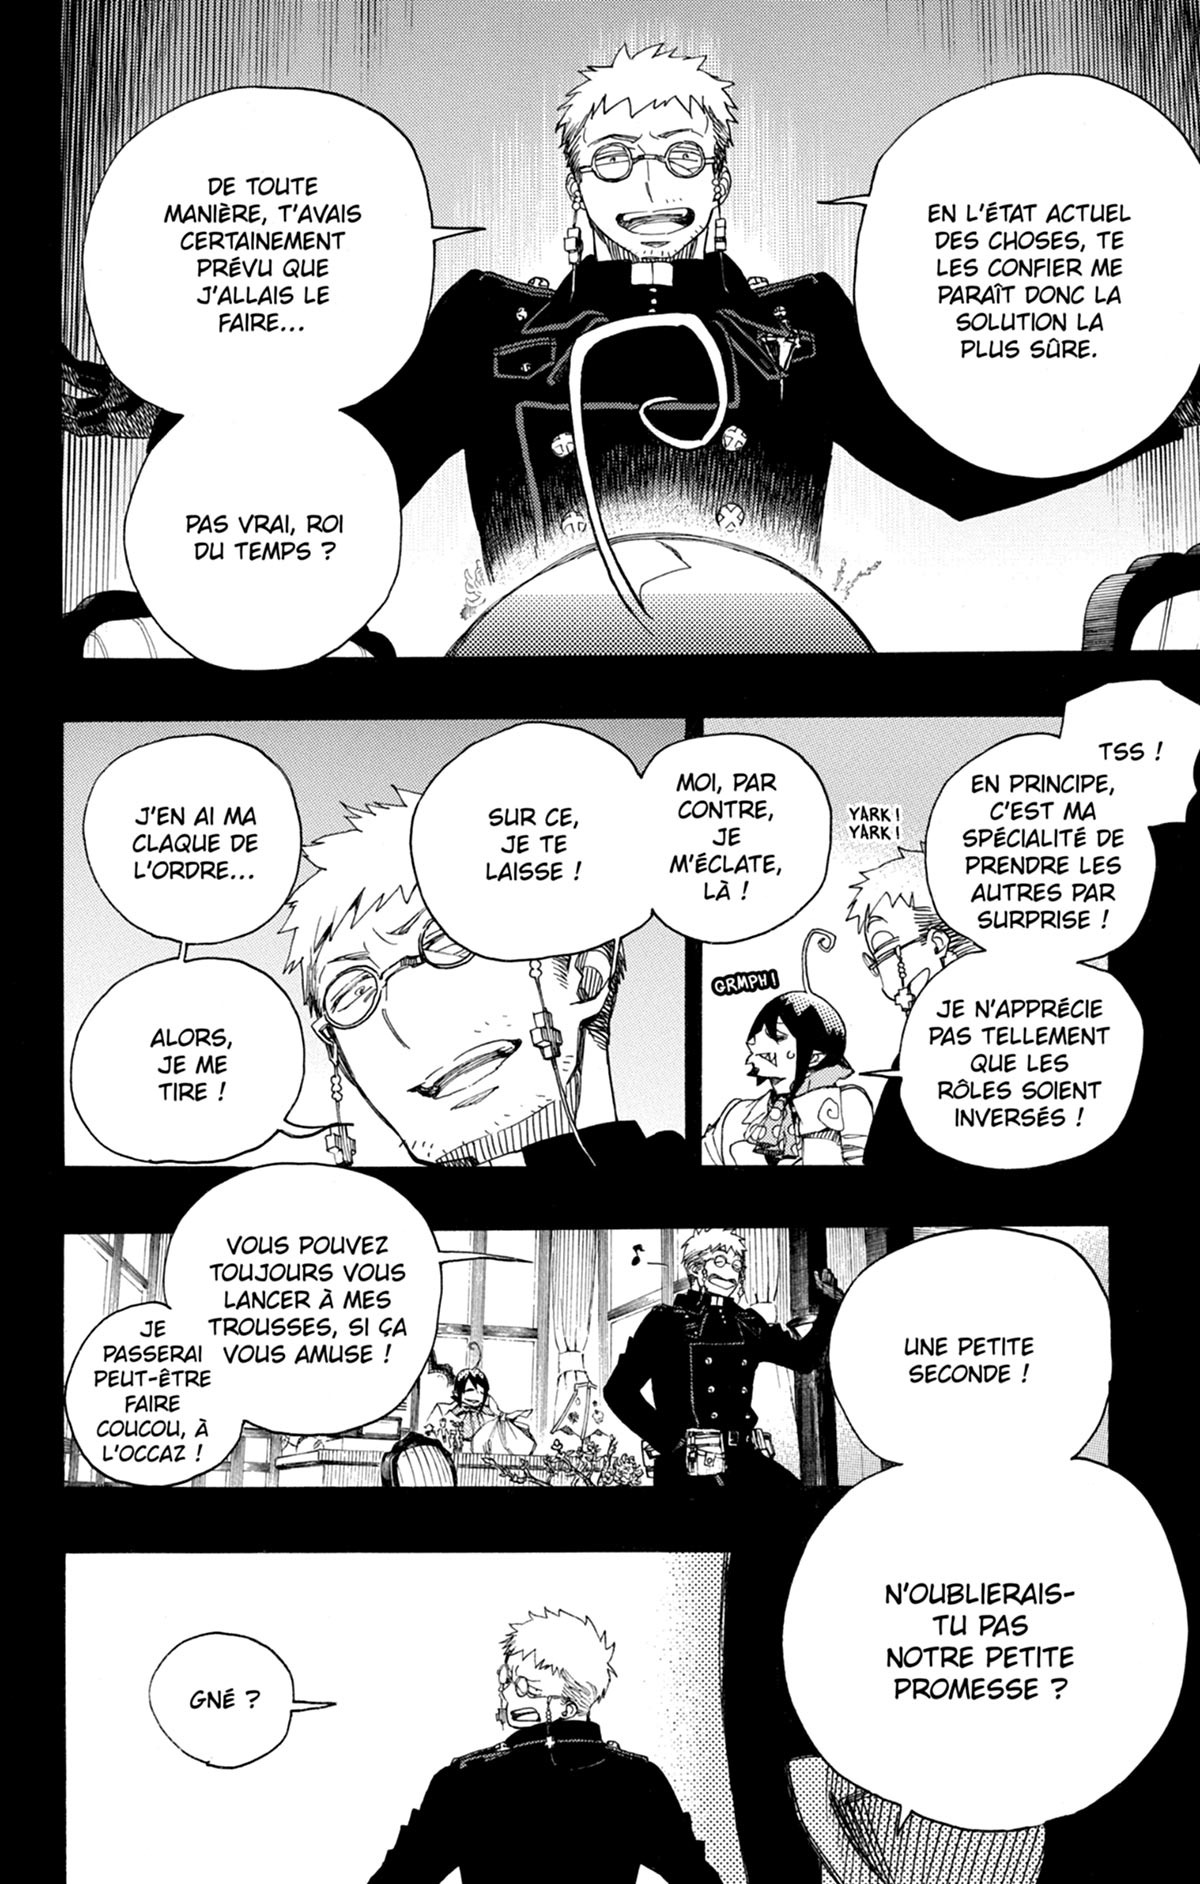 EN L'ÉTAT ACTUEL
DES CHOSES, TE
LES CONFIER ME
PARAÎT DONC LA
SOLUTION LA
PLUS SÛRE.
DE TOUTE
MANIÈRE, T'AVAIS
CERTAINEMENT
PRÉVU QUE
J'ALLAIS LE
FAIRE...
PAS VRAI, ROI
DU TEMPS ?
TSS !
EN PRINCIPE,
C'EST MA
SPÉCIALITÉ DE
PRENDRE LES
AUTRES PAR
SURPRISE !
JE N'APPRÉCIE
PAS TELLEMENT
QUE LES
RÔLES SOIENT
INVERSÉS !
YARK !
YARK !
GRMPH !
MOI, PAR
CONTRE,
JE
M'ÉCLATE,
LÀ !
SUR CE,
JE TE
LAISSE !
J'EN AI MA
CLAQUE DE
L'ORDRE...
ALORS,
JE ME
TIRE !
VOUS POUVEZ
TOUJOURS VOUS
LANCER À MES
TROUSSES, SI ÇA
VOUS AMUSE !
JE
PASSERAI
PEUT-ÊTRE
FAIRE
COUCOU, À
L'OCCAZ !
UNE PETITE
SECONDE !
N'OUBLIERAIS-
TU PAS
NOTRE PETITE
PROMESSE ?
GNÉ ?